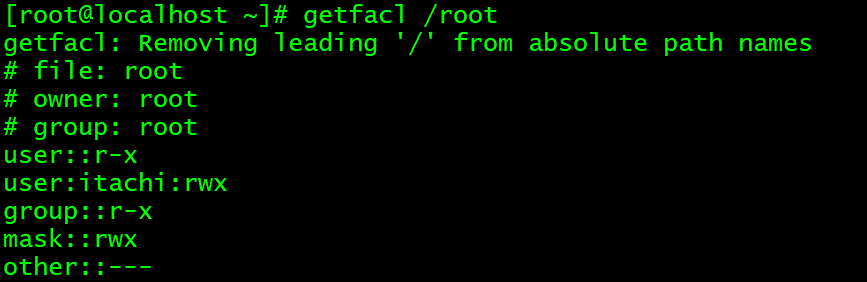 [root@localhost ~]# getfacl /root
getfacl: Removing leading '/' from absolute path names
# file: root
# owner: root
# group: root
user::r-x
user:itachi:rwx
group::r-x
mask::rwx
other::---